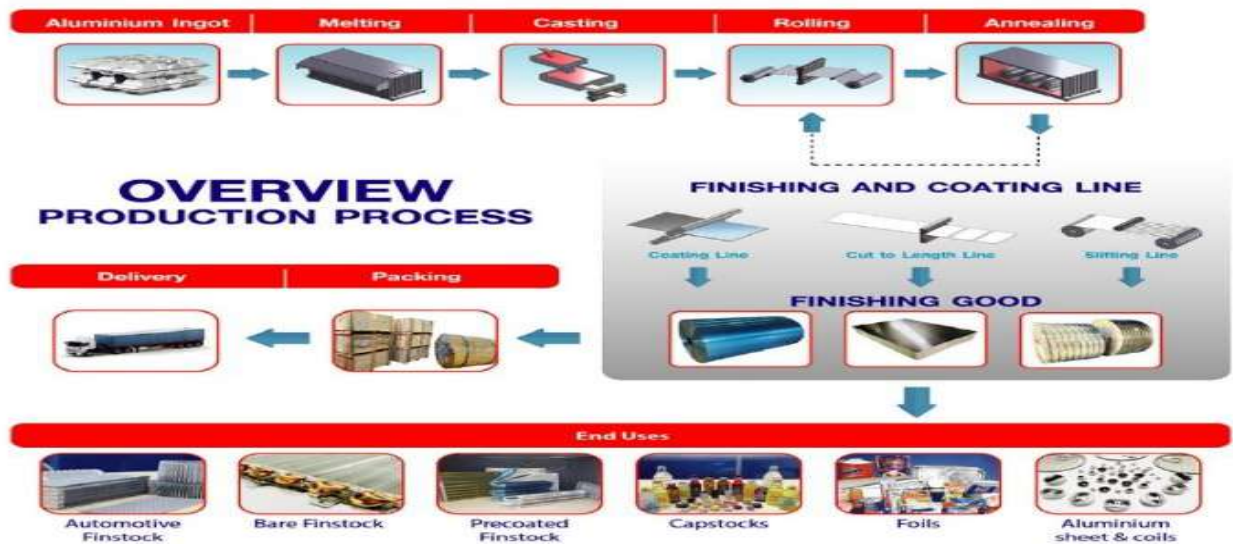 Aluminium Ingot
Melting
Casting
Rolling
Annealing
OVERVIEW
PRODUCTION PROCESS
FINISHING AND COATING LINE
Coating Line
Cut to Length Line
Slitting Line
Delivery
Packing
FINISHING GOOD
End Uses
Automotive
Finstock
Bare Finstock
Precoated
Finstock
Capstocks
Foils
Aluminium
sheet & coils